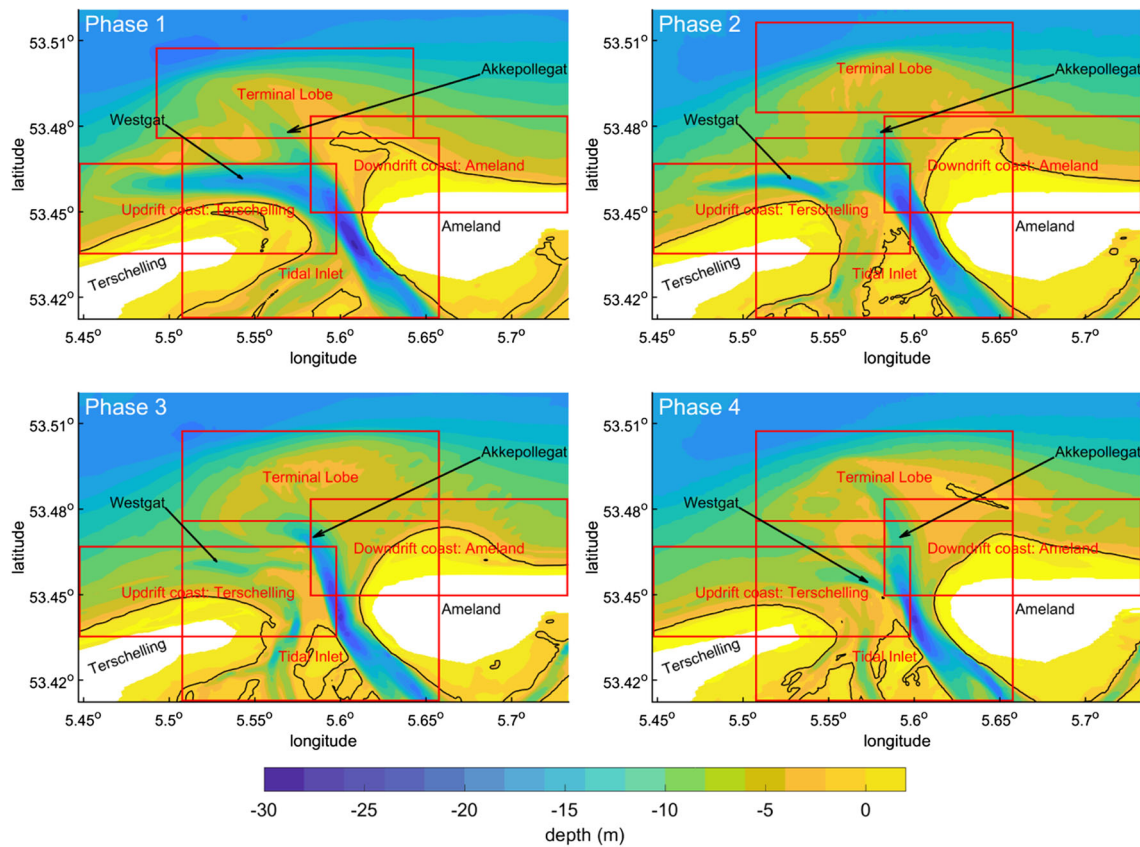 Phase 1
53.51°
53.48°
53.45°
53.42°
latitude
Terminal Lobe
Akkepollegat
Westgat
Downdrift coast: Ameland
Updrift coast: Terschelling
Ameland
Terschelling
Tidal Inlet
5.45° 5.5° 5.55° 5.6° 5.65° 5.7°
longitude
Phase 2
53.51°
53.48°
53.45°
53.42°
latitude
Terminal Lobe
Akkepollegat
Westgat
Downdrift coast: Ameland
Updrift coast: Terschelling
Ameland
Terschelling
Tidal Inlet
5.45° 5.5° 5.55° 5.6° 5.65° 5.7°
longitude
Phase 3
53.51°
53.48°
53.45°
53.42°
latitude
Terminal Lobe
Akkepollegat
Westgat
Downdrift coast: Ameland
Updrift coast: Terschelling
Ameland
Terschelling
Tidal Inlet
5.45° 5.5° 5.55° 5.6° 5.65° 5.7°
longitude
Phase 4
53.51°
53.48°
53.45°
53.42°
latitude
Terminal Lobe
Akkepollegat
Westgat
Downdrift coast: Ameland
Updrift coast: Terschelling
Ameland
Terschelling
Tidal Inlet
5.45° 5.5° 5.55° 5.6° 5.65° 5.7°
longitude
-30 -25 -20 -15 -10 -5 0
depth (m)